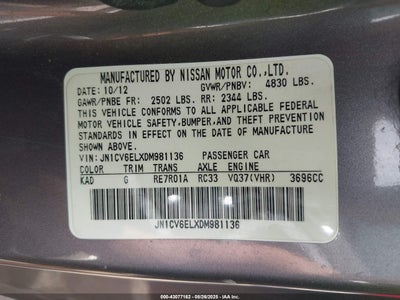 MANUFACTURED BY NISSAN MOTOR CO.,LTD.
DATE: 10/12 GVWR/PNBV: 4830 LBS.
GAWR/PNBE FR: 2502 LBS. RR: 2344 LBS.
THIS VEHICLE CONFORMS TO ALL APPLICABLE FEDERAL
MOTOR VEHICLE SAFETY,BUMPER,AND THEFT PREVENTION
STANDARDS IN EFFECT ON THE DATE OF MANUFACTURE
SHOWN ABOVE.
VIN:JN1CV6ELXDM981136 PASSENGER CAR
COLOR TRIM TRANS AXLE ENGINE
KAD G RE7R01A RC33 VQ37(VHR) 3696CC
JN1CV6ELXDM981136
000-43077162 - 08/26/2025 - IAAI.COM